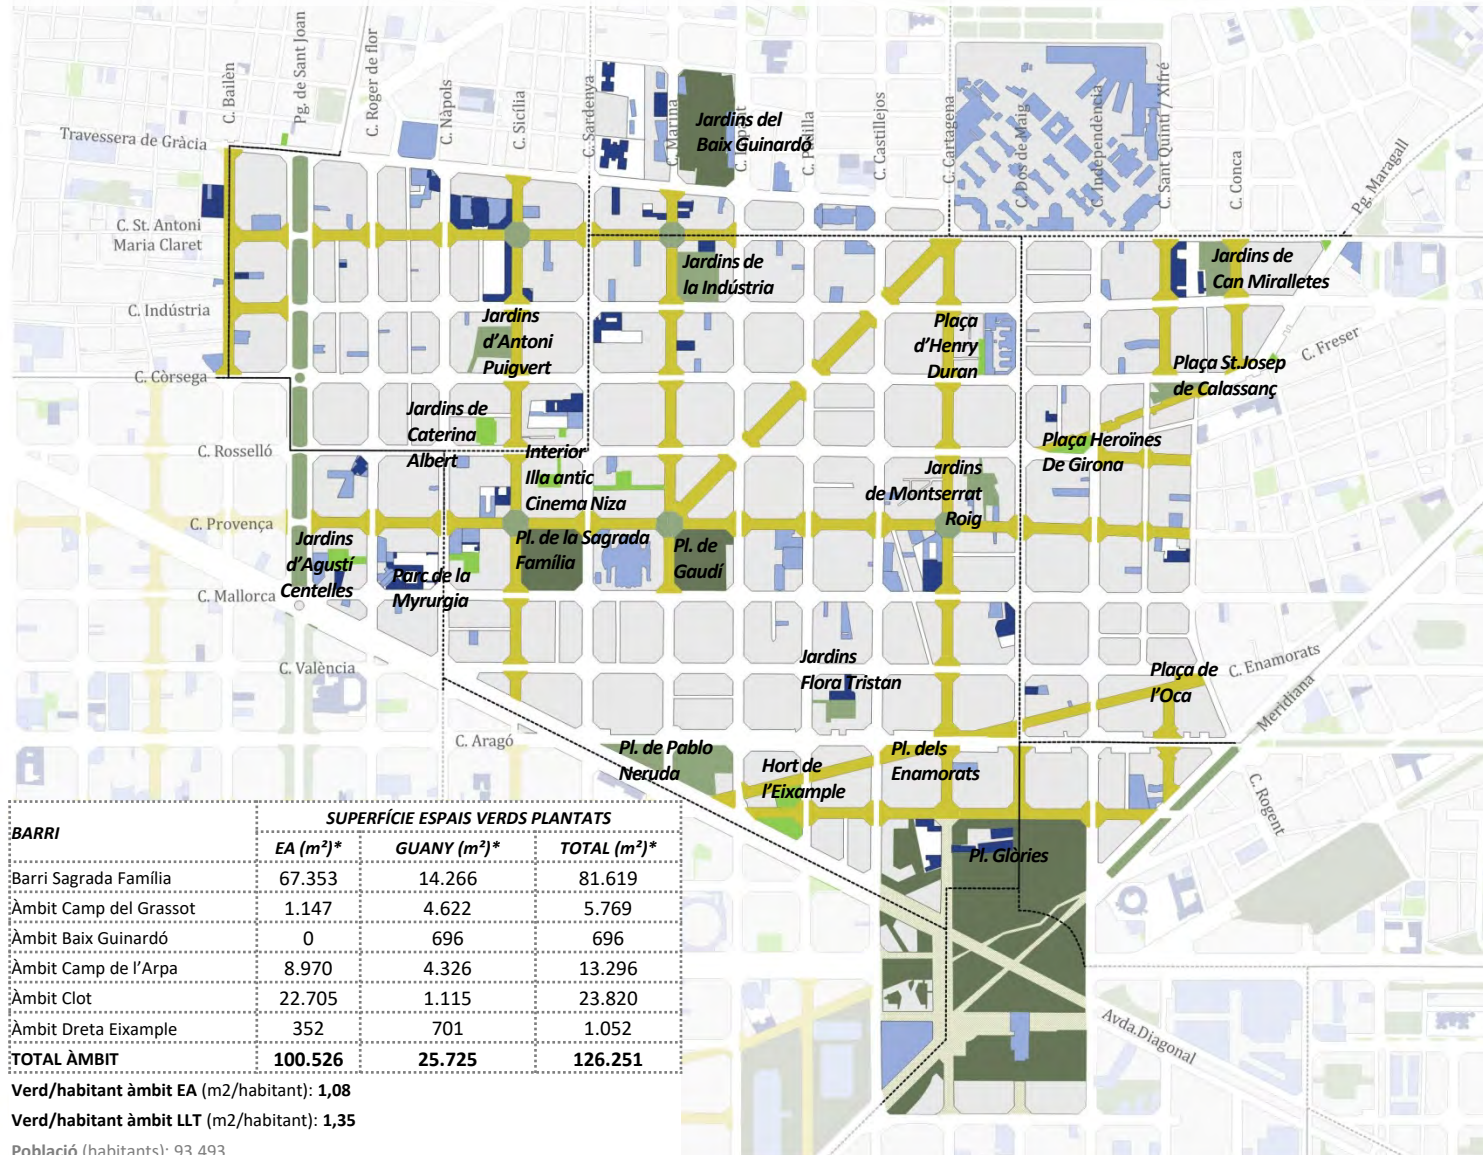 C. Bailèn
Pg. de Sant Joan
C. Roger de flor
C. Nàpols
C. Sicília
C. Sardenya
C. Marina
C. Castillejos
C. Cartagena
C. Dos de Maig
C. Independència
C. Sant Quintí / Xifré
C. Conca
Pg. Maragall
Travessera de Gràcia
Jardins del
Baix Guinardó
C. St. Antoni
Maria Claret
Jardins de
la Indústria
Jardins de
Can Miralletes
C. Indústria
Jardins
d'Antoni
Puigvert
Plaça
d'Henry
Duran
C. Freser
Plaça St.Josep
de Calassanç
C. Còrsega
Jardins de
Caterina
Albert
C. Rosselló
Interior
Illa antic
Cinema Niza
Plaça Heroïnes
De Girona
Jardins
de Montserrat
Roig
C. Provença
Jardins
d'Agustí
Centelles
Parc de la
Myrurgia
Pl. de la Sagrada
Família
Pl. de
Gaudí
C. Mallorca
C. València
Jardins
Flora Tristan
Plaça de
l'Oca
C. Enamorats
Meridiana
C. Aragó
Pl. de Pablo
Neruda
Hort de
l'Eixample
Pl. dels
Enamorats
C. Rogent
Pl. Glòries
Avda.Diagonal
BARRI SUPERFÍCIE ESPAIS VERDS PLANTATS
EA (m²)* GUANY (m²)* TOTAL (m²)*
Barri Sagrada Família 67.353 14.266 81.619
Àmbit Camp del Grassot 1.147 4.622 5.769
Àmbit Baix Guinardó 0 696 696
Àmbit Camp de l'Arpa 8.970 4.326 13.296
Àmbit Clot 22.705 1.115 23.820
Àmbit Dreta Eixample 352 701 1.052
TOTAL ÀMBIT 100.526 25.725 126.251
Verd/habitant àmbit EA (m2/habitant): 1,08
Verd/habitant àmbit LLT (m2/habitant): 1,35
Població (habitants): 93.493